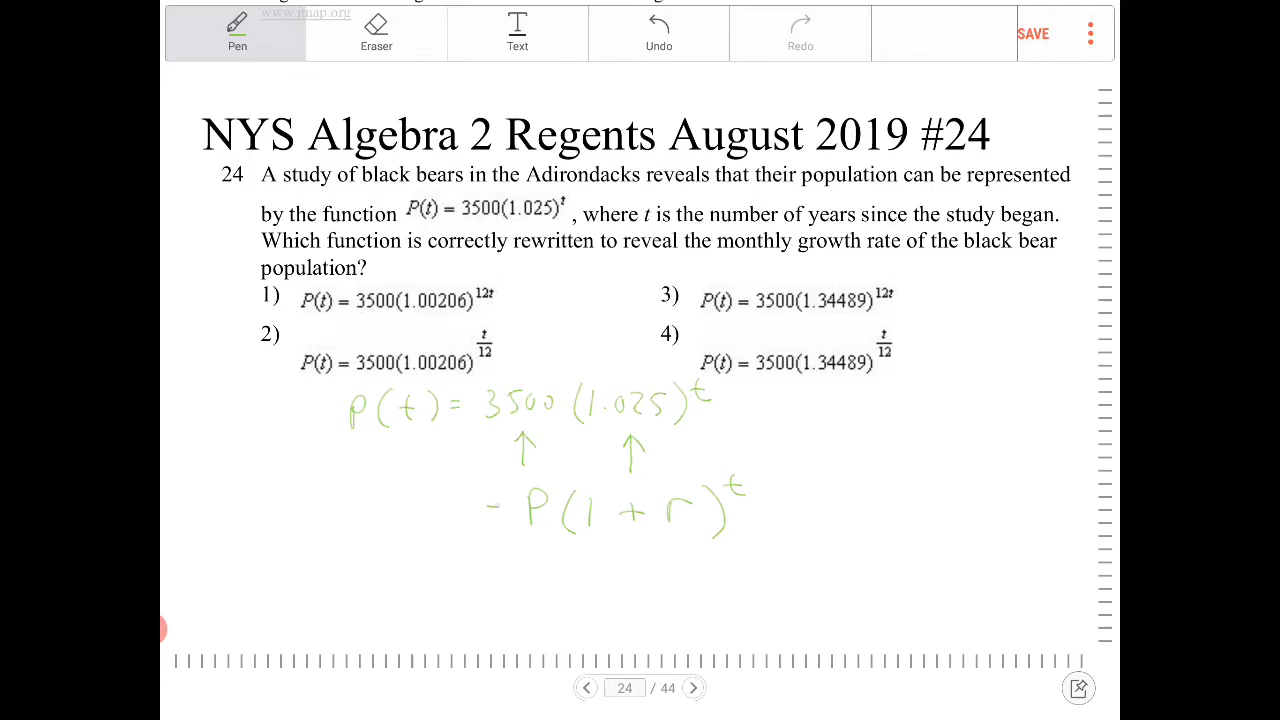 www.jmap.org
Pen Eraser Text Undo Redo SAVE
NYS Algebra 2 Regents August 2019 #24
24 A study of black bears in the Adirondacks reveals that their population can be represented
by the function P(t) = 3500(1.025)^t, where t is the number of years since the study began.
Which function is correctly rewritten to reveal the monthly growth rate of the black bear
population?
1) P(t) = 3500(1.00206)^12t
3) P(t) = 3500(1.34489)^12t
2) P(t) = 3500(1.00206)^t/12
4) P(t) = 3500(1.34489)^t/12
P(t) = 3500(1.025)^t
↑ ↑
- P(1 + r)^t
24 / 44